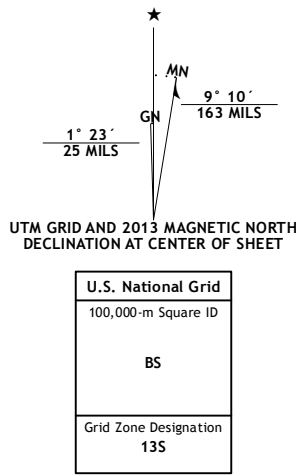 ★
MN
GN
9° 10´
163 MILS
1° 23´
25 MILS
UTM GRID AND 2013 MAGNETIC NORTH
DECLINATION AT CENTER OF SHEET
U.S. National Grid
100,000-m Square ID
BS
Grid Zone Designation
13S